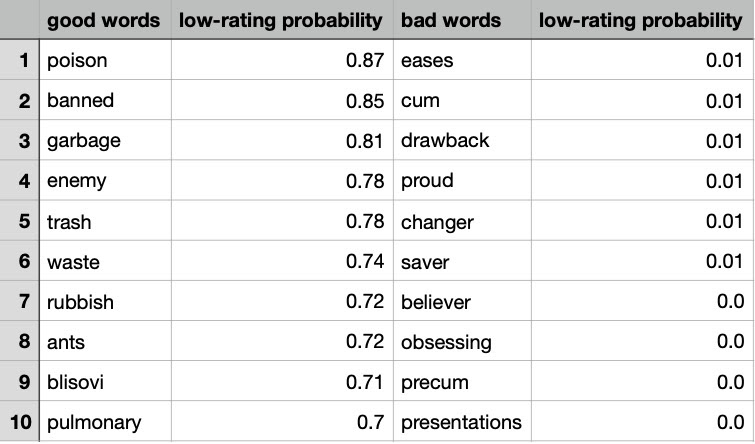 good words low-rating probability bad words low-rating probability
1 poison 0.87 eases 0.01
2 banned 0.85 cum 0.01
3 garbage 0.81 drawback 0.01
4 enemy 0.78 proud 0.01
5 trash 0.78 changer 0.01
6 waste 0.74 saver 0.01
7 rubbish 0.72 believer 0.0
8 ants 0.72 obsessing 0.0
9 blisovi 0.71 precum 0.0
10 pulmonary 0.7 presentations 0.0